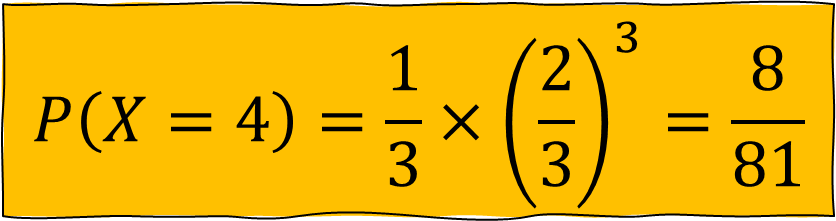 P(X = 4) = 1/3 × (2/3)³ = 8/81